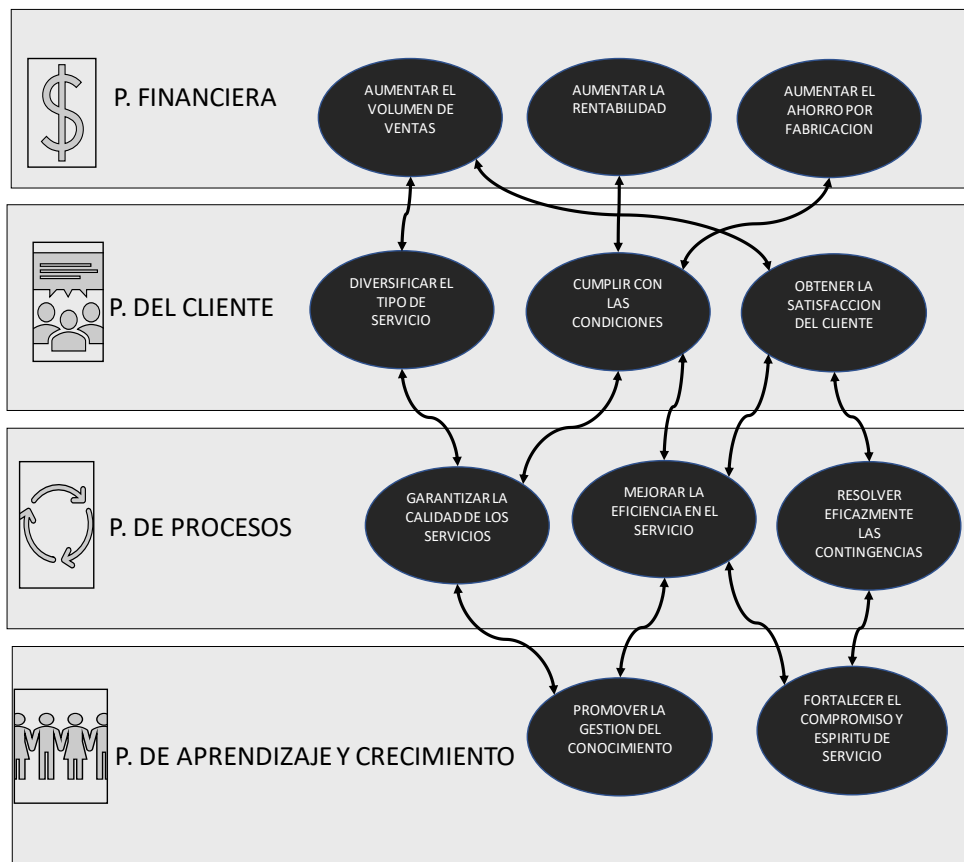 P. FINANCIERA
AUMENTAR EL
VOLUMEN DE
VENTAS
AUMENTAR LA
RENTABILIDAD
AUMENTAR EL
AHORRO POR
FABRICACION
P. DEL CLIENTE
DIVERSIFICAR EL
TIPO DE
SERVICIO
CUMPLIR CON
LAS
CONDICIONES
OBTENER LA
SATISFACCION
DEL CLIENTE
P. DE PROCESOS
GARANTIZAR LA
CALIDAD DE LOS
SERVICIOS
MEJORAR LA
EFICIENCIA EN EL
SERVICIO
RESOLVER
EFICAZMENTE
LAS
CONTINGENCIAS
P. DE APRENDIZAJE Y CRECIMIENTO
PROMOVER LA
GESTION DEL
CONOCIMIENTO
FORTALECER EL
COMPROMISO Y
ESPIRITU DE
SERVICIO